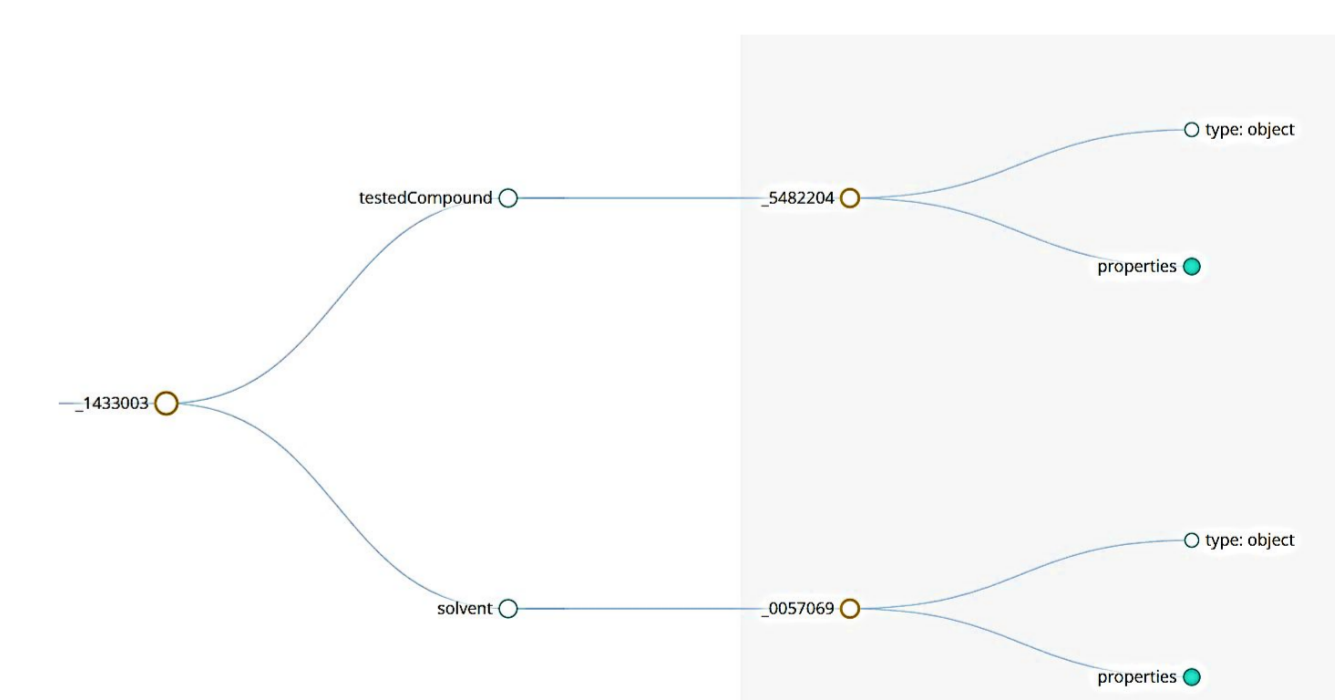 type: object
testedCompound
_5482204
properties
_1433003
type: object
solvent
_0057069
properties